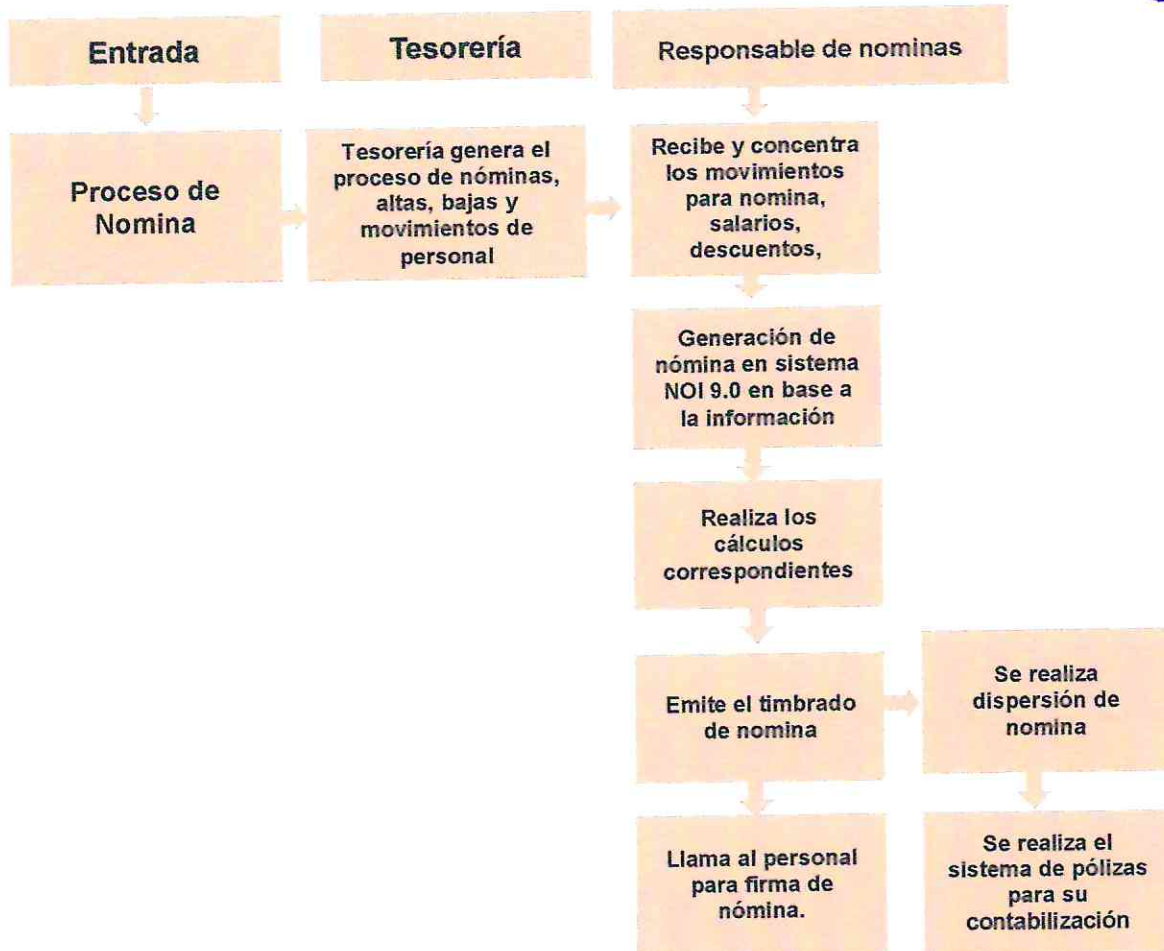 Entrada
Tesorería
Responsable de nominas
Proceso de
Nomina
Tesorería genera el
proceso de nóminas,
altas, bajas y
movimientos de
personal
Recibe y concentra
los movimientos
para nomina,
salarios,
descuentos,
Generación de
nómina en sistema
NOI 9.0 en base a
la información
Realiza los
cálculos
correspondientes
Emite el timbrado
de nomina
Se realiza
dispersión de
nomina
Llama al personal
para firma de
nómina.
Se realiza el
sistema de pólizas
para su
contabilización